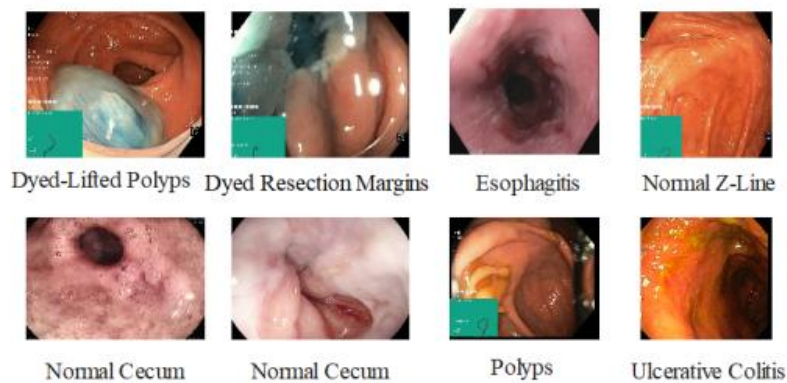 Dyed-Lifted Polyps
Dyed Resection Margins
Esophagitis
Normal Z-Line
Normal Cecum
Normal Cecum
Polyps
Ulcerative Colitis